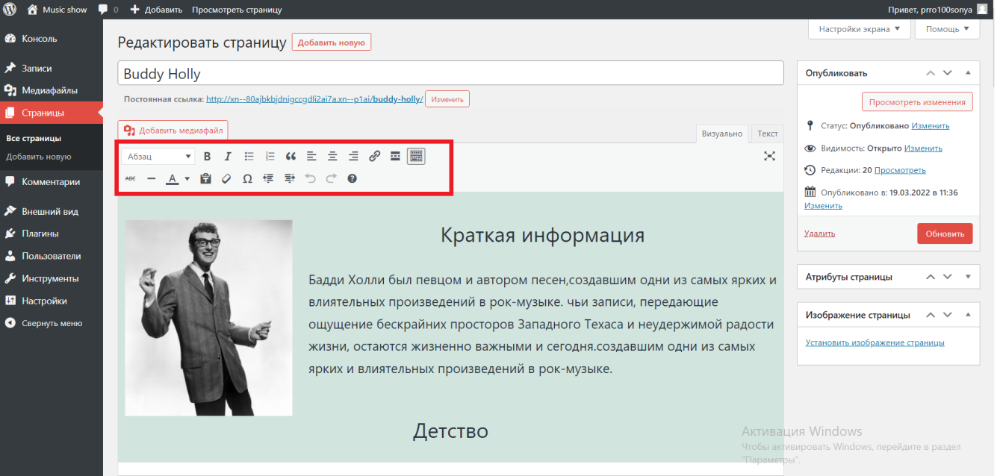 Music show 0 Добавить Просмотреть страницу Привет, prro100sonya
Настройки экрана ▼ Помощь ▼
Консоль
Записи
Медиафайлы
Страницы
Все страницы
Добавить новую
Комментарии
Внешний вид
Плагины
Пользователи
Инструменты
Настройки
Свернуть меню
Редактировать страницу Добавить новую
Buddy Holly
Постоянная ссылка: http://xn--80ajbkbjdnigccgdli2ai7a.xn--p1ai/buddy-holly/ Изменить
Добавить медиафайл
Визуально Текст
Абзац
B I
ABC A Ω
Краткая информация
Бадди Холли был певцом и автором песен,создавшим одни из самых ярких и
влиятельных произведений в рок-музыке. чьи записи, передающие
ощущение бескрайних просторов Западного Техаса и неудержимой радости
жизни, остаются жизненно важными и сегодня.создавшим одни из самых
ярких и влиятельных произведений в рок-музыке.
Детство
Опубликовать
Просмотреть изменения
Статус: Опубликовано Изменить
Видимость: Открыто Изменить
Редакции: 20 Просмотреть
Опубликовано в: 19.03.2022 в 11:36
Изменить
Удалить Обновить
Атрибуты страницы
Изображение страницы
Установить изображение страницы
Активация Windows
Чтобы активировать Windows, перейдите в раздел
"Параметры".